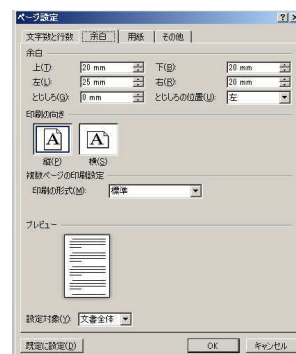 ページ設定 ? ×
文字数と行数 余白 用紙 その他
余白
上(T): 20 mm 下(B): 20 mm
左(L): 25 mm 右(R): 20 mm
とじしろ(G): 0 mm とじしろの位置(U): 左
印刷の向き
A A
縦(P) 横(S)
複数ページの印刷設定
印刷の形式(M): 標準
プレビュー
設定対象(Y): 文書全体
既定に設定(D) OK キャンセル